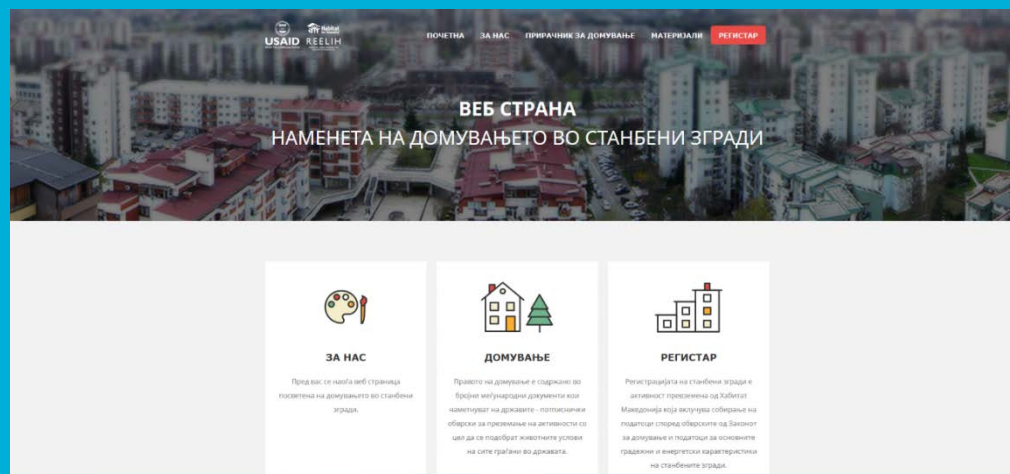 USAID REELIH
ПОЧЕТНА ЗА НАС ПРИРАЧНИК ЗА ДОМУВАЊЕ МАТЕРИЈАЛИ РЕГИСТАР
ВЕБ СТРАНА
НАМЕНЕТА НА ДОМУВАЊЕТО ВО СТАНБЕНИ ЗГРАДИ
ЗА НАС
Пред вас се наоѓа веб страница
посветена на домувањето во станбени
згради.
ДОМУВАЊЕ
Правото на домување е содржано во
бројни меѓународни документи кои
наметнуваат на државите - потписнички
обврски за преземање на активности со
цел да се подобрат животните услови
на сите граѓани во државата.
РЕГИСТАР
Регистрацијата на станбени згради е
активност превземена од Хабитат
Македонија која вклучува собирање на
податоци според обврските од Законот
за домување и податоци за основните
градежни и енергетски карактеристики
на станбените згради.